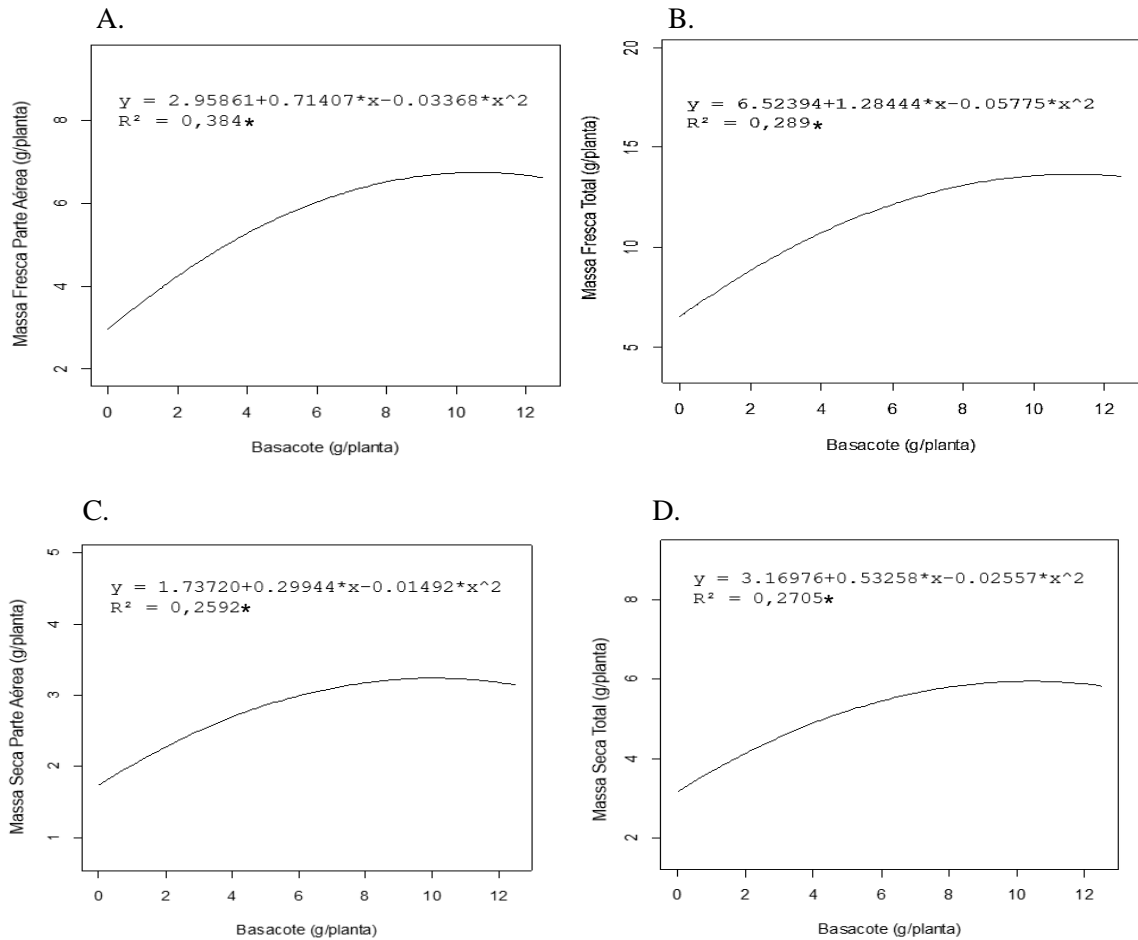 A.
y = 2.95861+0.71407*x-0.03368*x^2
R² = 0,384*
Massa Fresca Parte Aérea (g/planta)
8
6
4
2
0 2 4 6 8 10 12
Basacote (g/planta)
B.
y = 6.52394+1.28444*x-0.05775*x^2
R² = 0,289*
Massa Fresca Total (g/planta)
20
15
10
5
0 2 4 6 8 10 12
Basacote (g/planta)
C.
y = 1.73720+0.29944*x-0.01492*x^2
R² = 0,2592*
Massa Seca Parte Aérea (g/planta)
5
4
3
2
1
0 2 4 6 8 10 12
Basacote (g/planta)
D.
y = 3.16976+0.53258*x-0.02557*x^2
R² = 0,2705*
Massa Seca Total (g/planta)
8
6
4
2
0 2 4 6 8 10 12
Basacote (g/planta)